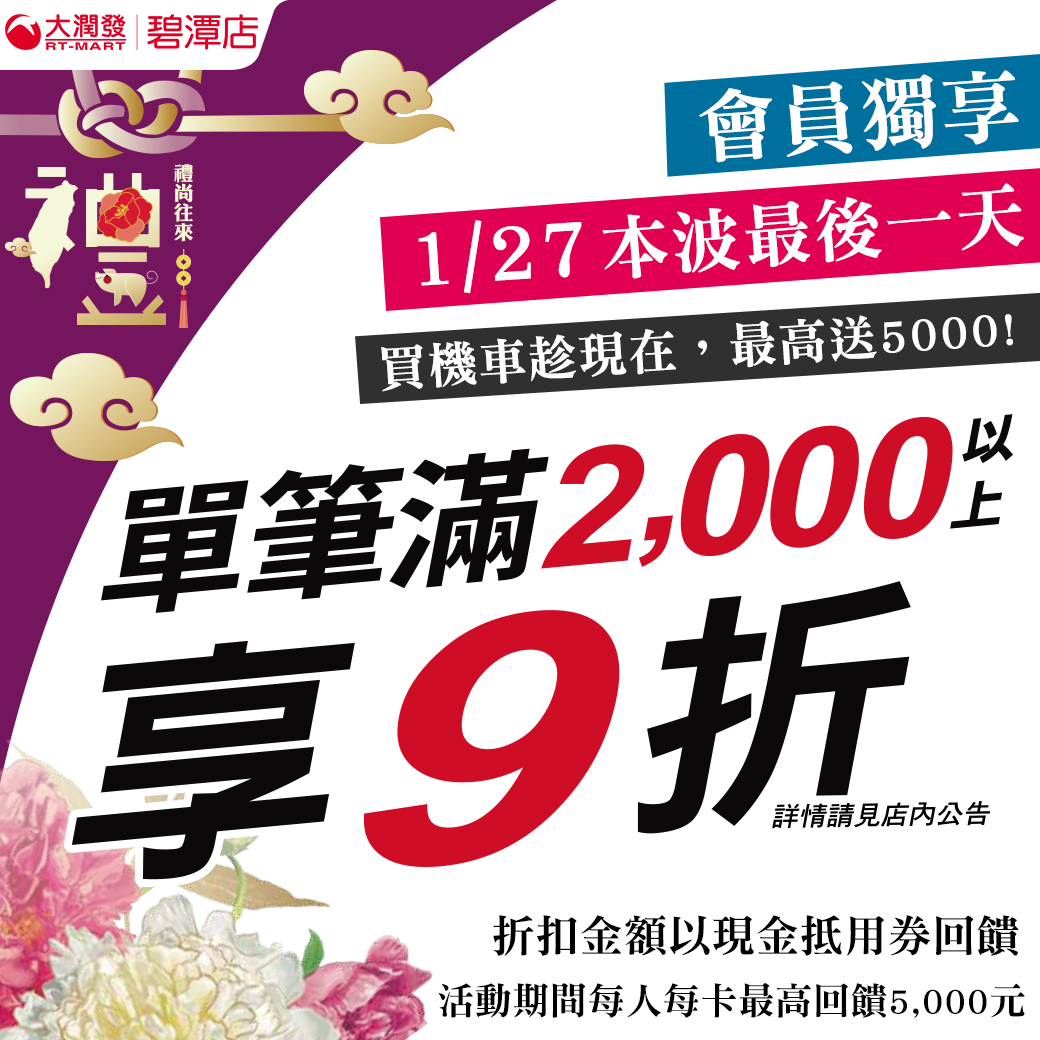 大潤發
RT-MART
碧潭店
禮
禮尚往來
會員獨享
1/27本波最後一天
買機車趁現在，最高送5000!
單筆滿2,000以上
享9折
詳情請見店內公告
折扣金額以現金抵用券回饋
活動期間每人每卡最高回饋5,000元